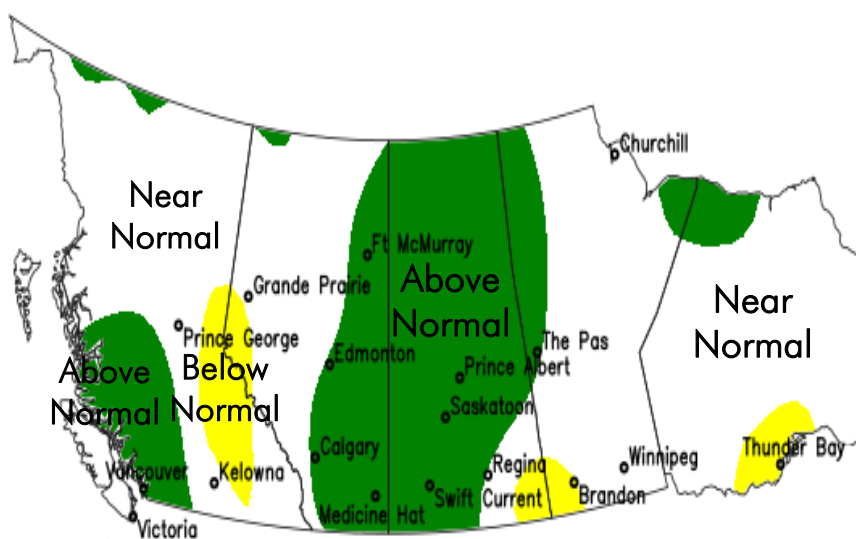 Churchill
Near
Normal
Ft McMurray
Above
Normal
Grande Prairie
Near
Normal
Prince George
The Pas
Edmonton
Prince Albert
Above
Normal
Below
Normal
Saskatoon
Calgary
Thunder Bay
Winnipeg
Regina
Vancouver
Kelowna
Swift Current
Brandon
Medicine Hat
Victoria